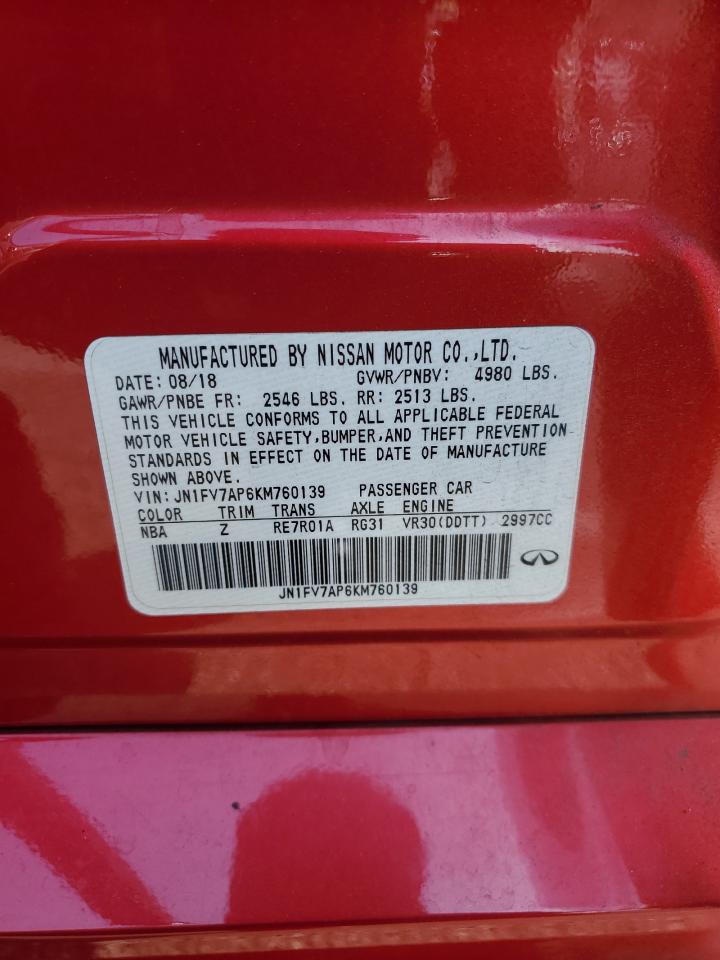 MANUFACTURED BY NISSAN MOTOR CO.,LTD.
DATE: 08/18 GVWR/PNBV: 4980 LBS.
GAWR/PNBE FR: 2546 LBS. RR: 2513 LBS.
THIS VEHICLE CONFORMS TO ALL APPLICABLE FEDERAL
MOTOR VEHICLE SAFETY,BUMPER,AND THEFT PREVENTION
STANDARDS IN EFFECT ON THE DATE OF MANUFACTURE
SHOWN ABOVE.
VIN: JN1FV7AP6KM760139 PASSENGER CAR
COLOR TRIM TRANS AXLE ENGINE
NBA Z RE7R01A RG31 VR30(DDTT) 2997CC
JN1FV7AP6KM760139